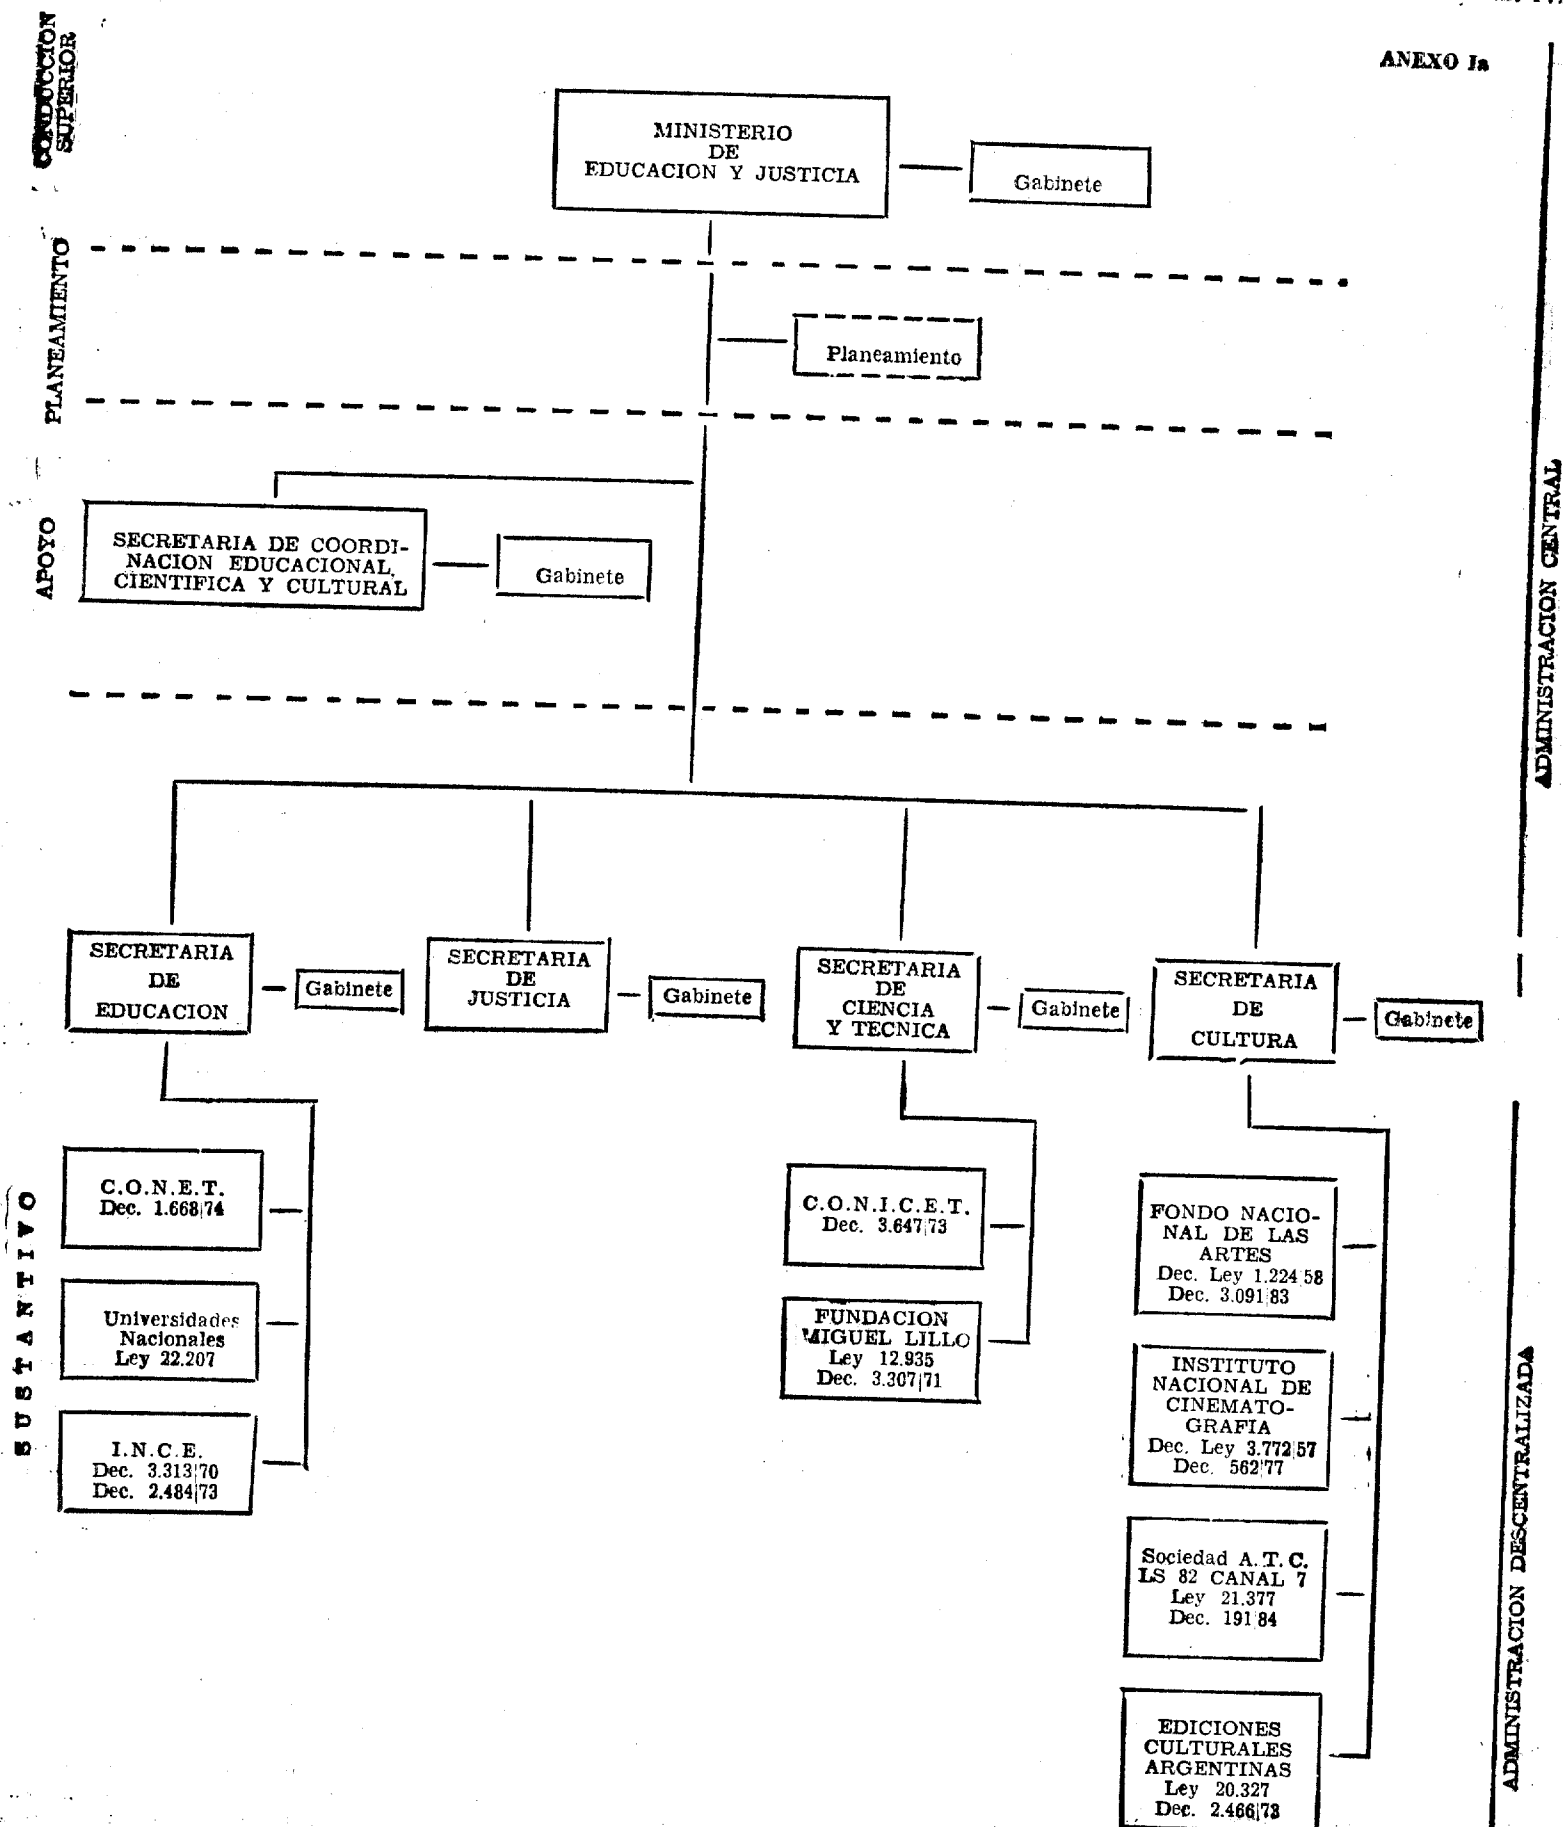 ANEXO Ia
CONDUCCION
SUPERIOR
MINISTERIO
DE
EDUCACION Y JUSTICIA
Gabinete
PLANEAMIENTO
Planeamiento
APOYO
SECRETARIA DE COORDI-
NACION EDUCACIONAL,
CIENTIFICA Y CULTURAL
Gabinete
ADMINISTRACION CENTRAL
SECRETARIA
DE
EDUCACION
Gabinete
SECRETARIA
DE
JUSTICIA
Gabinete
SECRETARIA
DE
CIENCIA
Y TECNICA
Gabinete
SECRETARIA
DE
CULTURA
Gabinete
SUSTANTIVO
C.O.N.E.T.
Dec. 1.668|74
Universidades
Nacionales
Ley 22.207
I.N.C.E.
Dec. 3.313|70
Dec. 2.484|73
C.O.N.I.C.E.T.
Dec. 3.647|73
FUNDACION
MIGUEL LILLO
Ley 12.935
Dec. 3.307|71
FONDO NACIO-
NAL DE LAS
ARTES
Dec. Ley 1.224|58
Dec. 3.091|83
INSTITUTO
NACIONAL DE
CINEMATO-
GRAFIA
Dec. Ley 3.772|57
Dec. 562|77
Sociedad A.T.C.
LS 82 CANAL 7
Ley 21.377
Dec. 191|84
EDICIONES
CULTURALES
ARGENTINAS
Ley 20.327
Dec. 2.466|73
ADMINISTRACION DESCENTRALIZADA